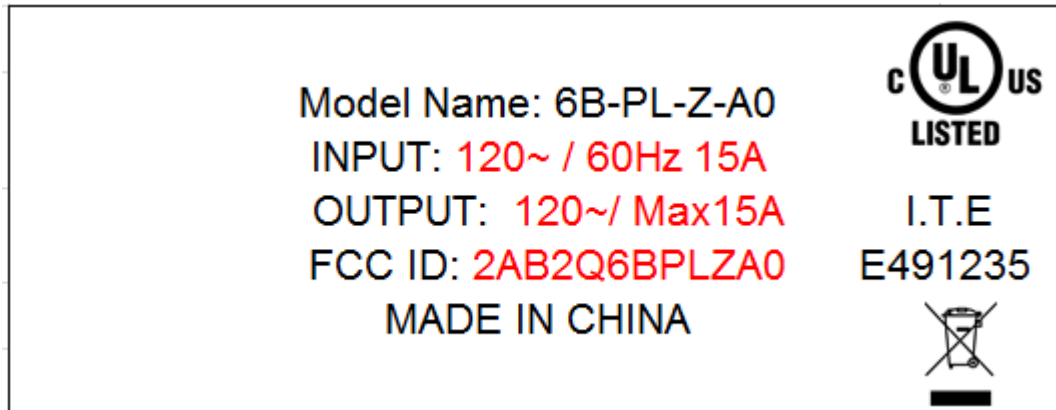 Model Name: 6B-PL-Z-A0
INPUT: 120~ / 60Hz 15A
OUTPUT: 120~/ Max15A
FCC ID: 2AB2Q6BPLZA0
MADE IN CHINA
C UL® US
LISTED
I.T.E
E491235